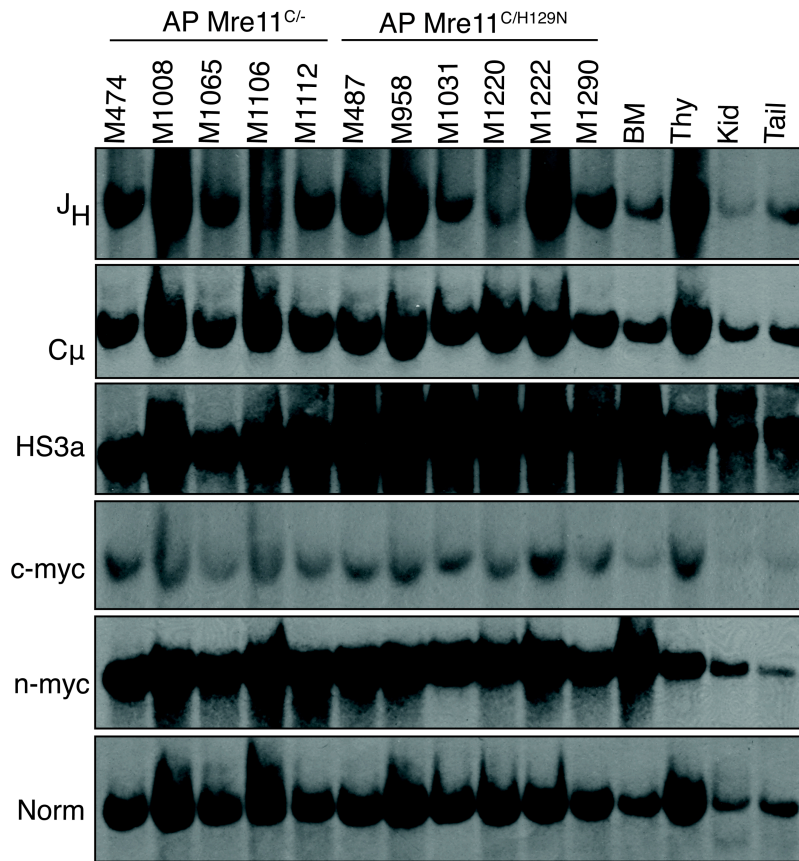 AP Mre11C/- AP Mre11C/H129N
M474 M1008 M1065 M1106 M1112 M487 M958 M1031 M1220 M1222 M1290 BM Thy Kid Tail
JH
Cµ
HS3a
c-myc
n-myc
Norm